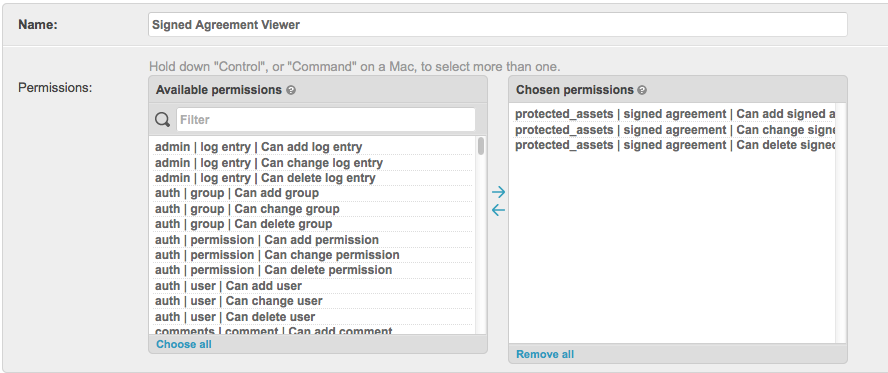 Name:
Signed Agreement Viewer
Hold down "Control", or "Command" on a Mac, to select more than one.
Permissions:
Available permissions ?
Filter
admin | log entry | Can add log entry
admin | log entry | Can change log entry
admin | log entry | Can delete log entry
auth | group | Can add group
auth | group | Can change group
auth | group | Can delete group
auth | permission | Can add permission
auth | permission | Can change permission
auth | permission | Can delete permission
auth | user | Can add user
auth | user | Can change user
auth | user | Can delete user
comments | comment | Can add comment
Choose all
Chosen permissions ?
protected_assets | signed agreement | Can add signed a
protected_assets | signed agreement | Can change signe
protected_assets | signed agreement | Can delete signed
Remove all